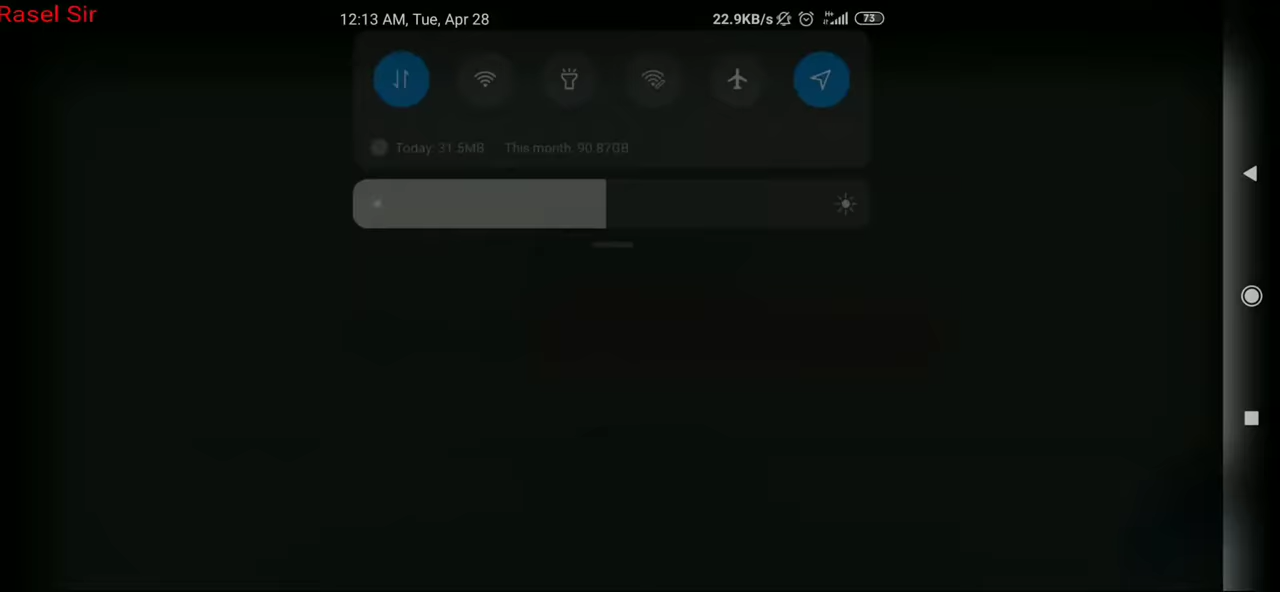 Rasel Sir
12:13 AM, Tue, Apr 28 22.9KB/s 73
Today: 31.5MB This month: 90.87GB